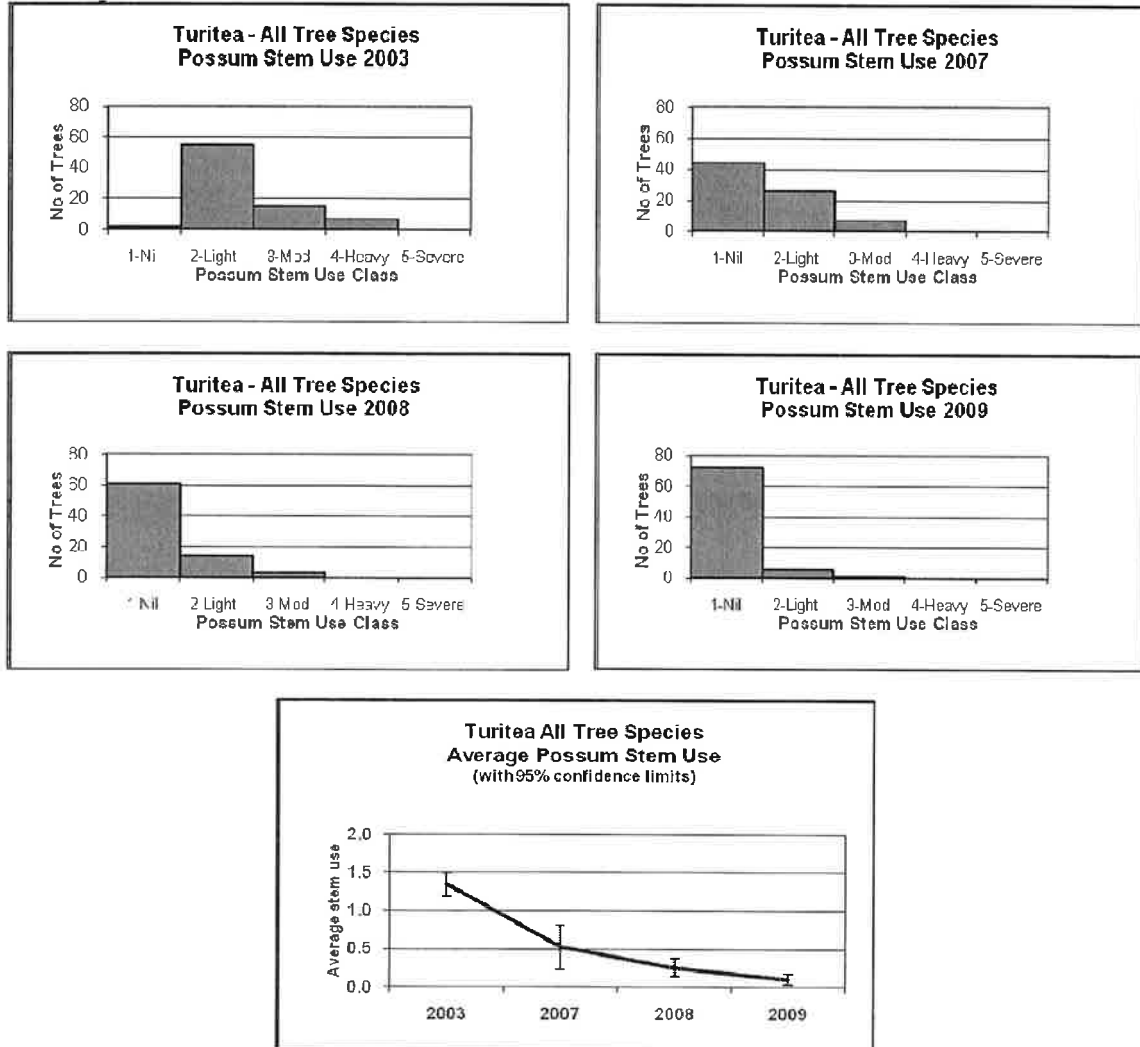 Turitea - All Tree Species
Possum Stem Use 2003
80
60
40
20
0
No of Trees
1-Ni
2-Light
3-Mod
4-Heavy
5-Severe
Possum Stem Use Class
Turitea - All Tree Species
Possum Stem Use 2007
80
60
40
20
0
No of Trees
1-Nil
2-Light
3-Mod
4-Heavy
5-Severe
Possum Stem Use Class
Turitea - All Tree Species
Possum Stem Use 2008
80
60
40
20
0
No of Trees
1 Nil
2 Light
3 Mod
4 Heavy
5 Severe
Possum Stem Use Class
Turitea - All Tree Species
Possum Stem Use 2009
80
60
40
20
0
No of Trees
1-Nil
2-Light
3-Mod
4-Heavy
5-Severe
Possum Stem Use Class
Turitea All Tree Species
Average Possum Stem Use
(with 95% confidence limits)
2.0
1.5
1.0
0.5
0.0
Average stem use
2003
2007
2008
2009